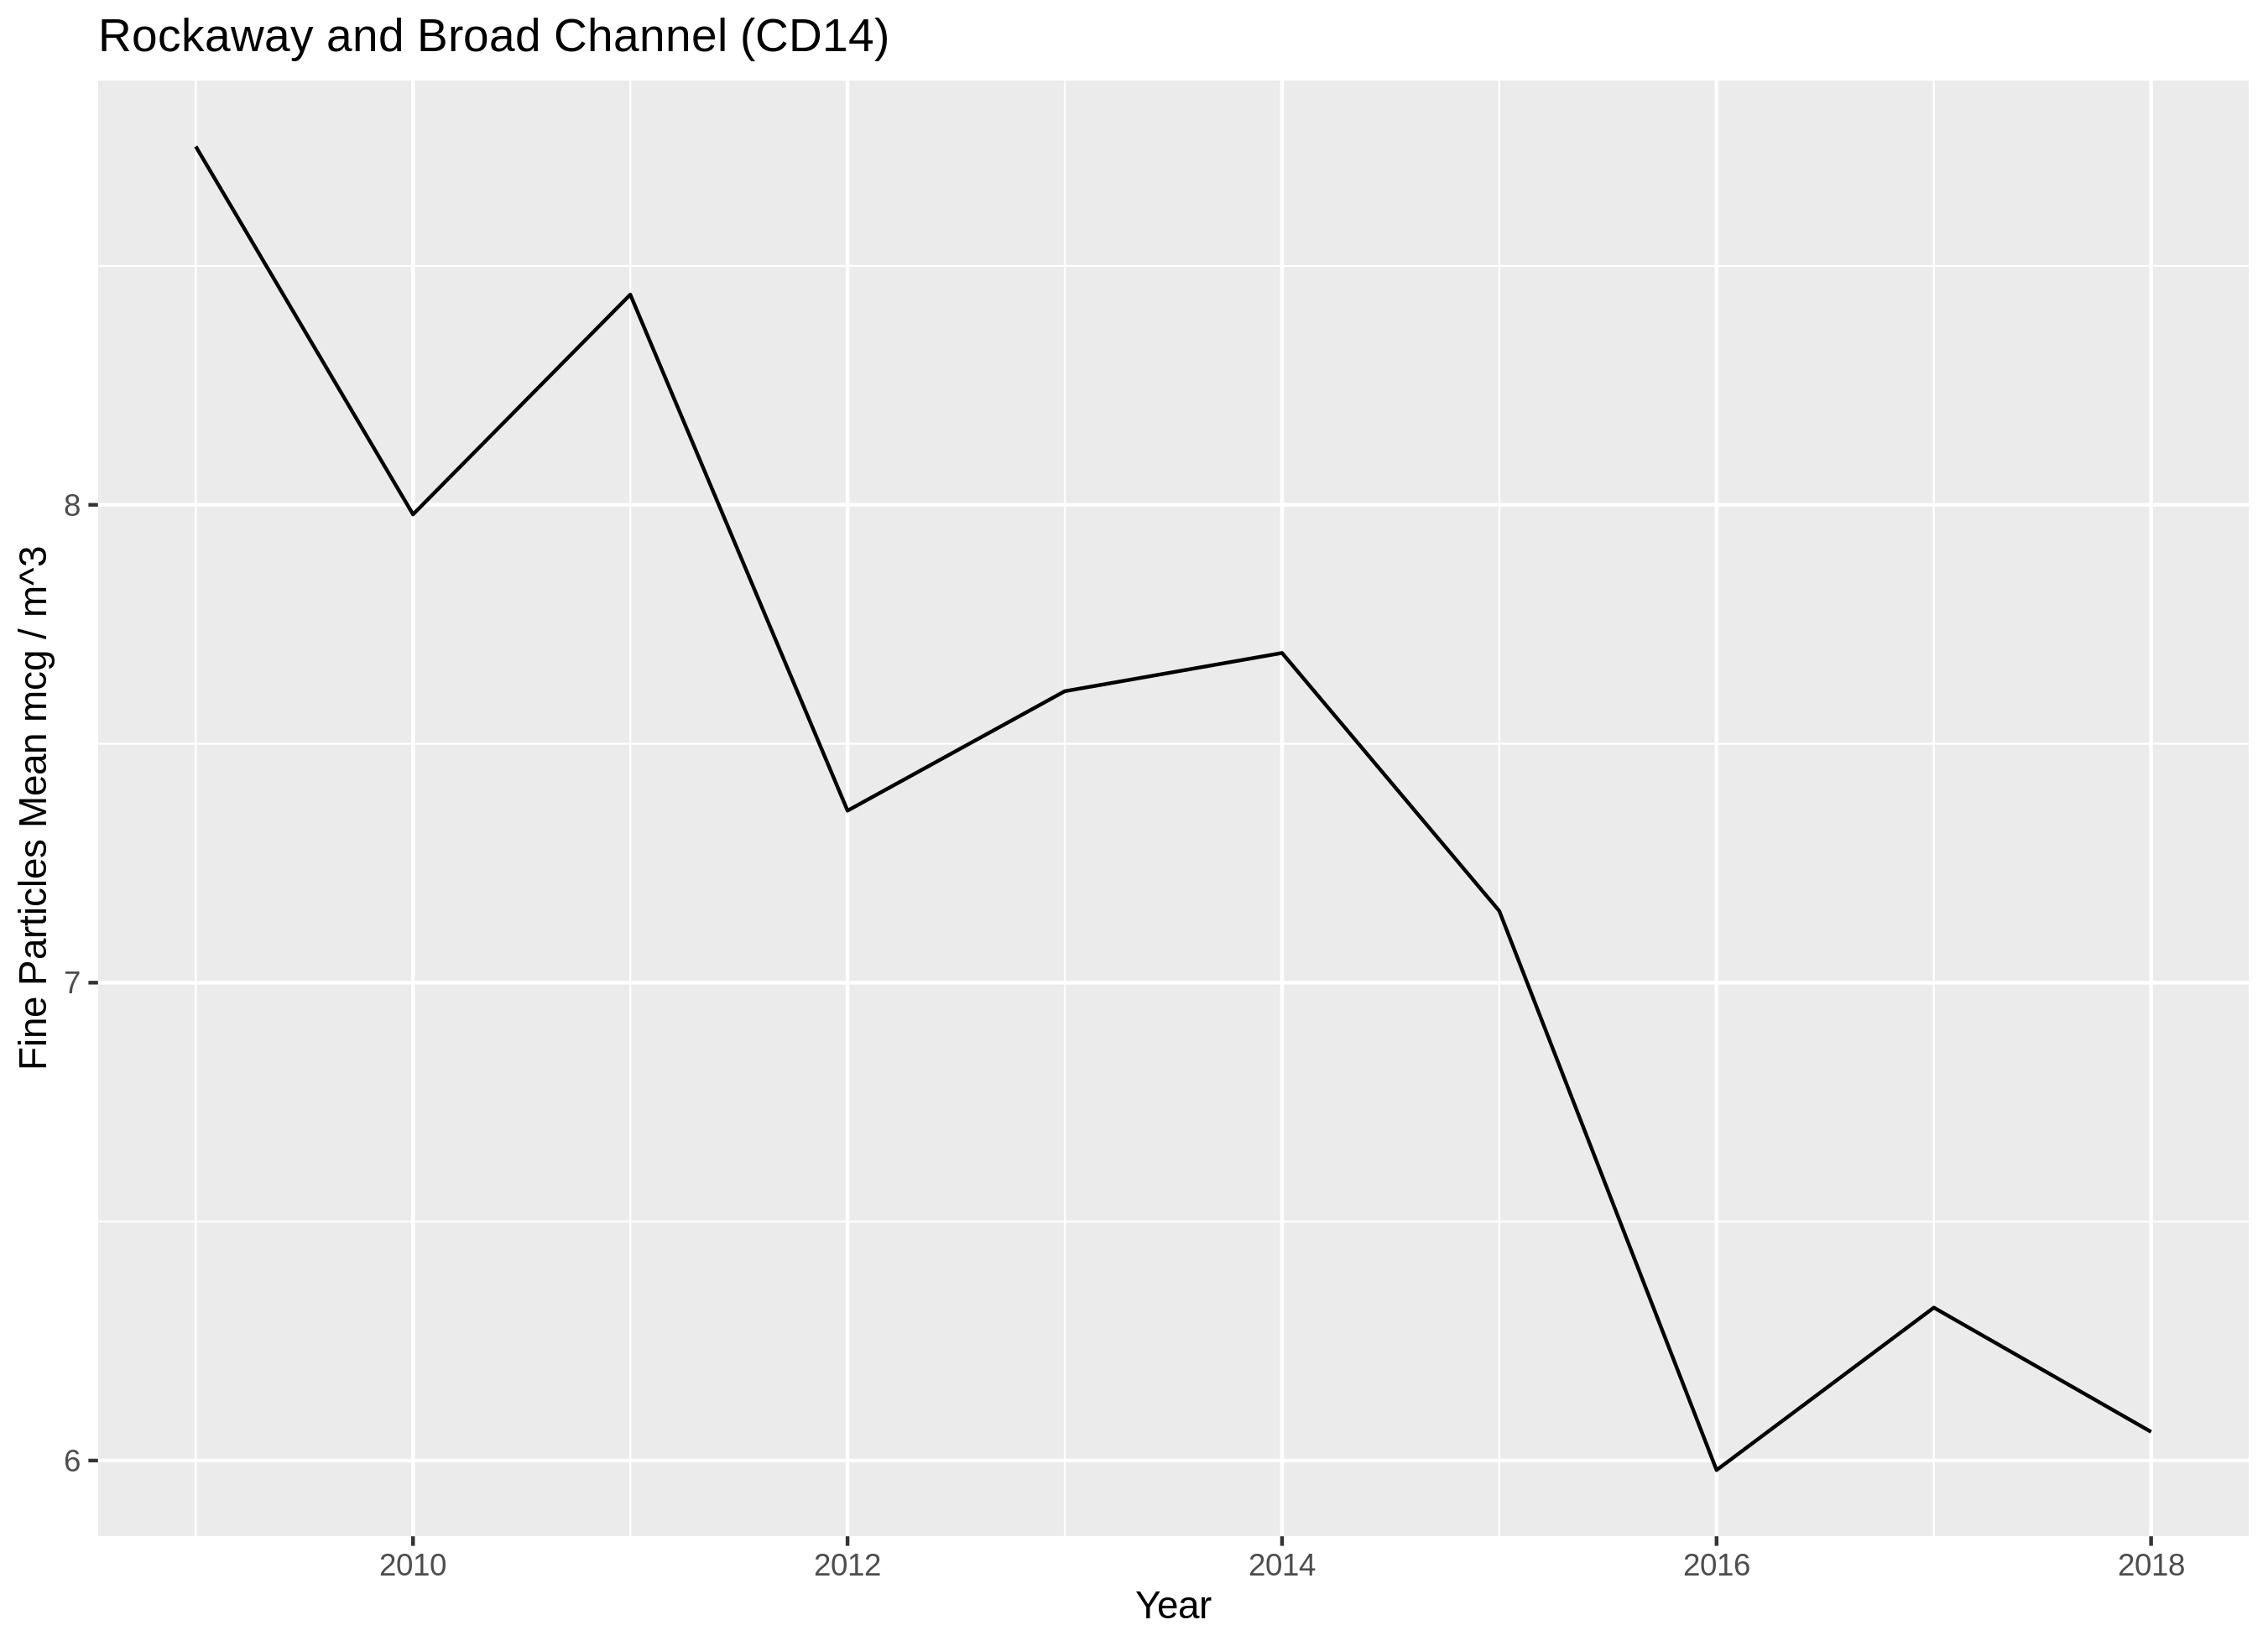 Rockaway and Broad Channel (CD14)
Fine Particles Mean mcg / m^3
8
7
6
2010 2012 2014 2016 2018
Year